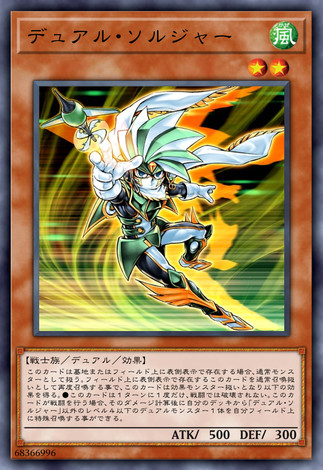 デュアル・ソルジャー
風
【戦士族／デュアル／効果】
このカードは墓地またはフィールド上に表側表示で存在する場合、通常モン
スターとして扱う。フィールド上に表側表示で存在するこのカードを通常召喚扱
いとして再度召喚する事で、このカードは効果モンスター扱いとなり以下の効
果を得る。●このカードは１ターンに１度だけ、戦闘では破壊されない。このカ
ードが戦闘を行う場合、そのダメージ計算後に自分のデッキから「デュアル・ソ
ルジャー」以外のレベル４以下のデュアルモンスター１体を自分フィールド上
に特殊召喚する事ができる。
ATK/ 500 DEF/ 300
68366996